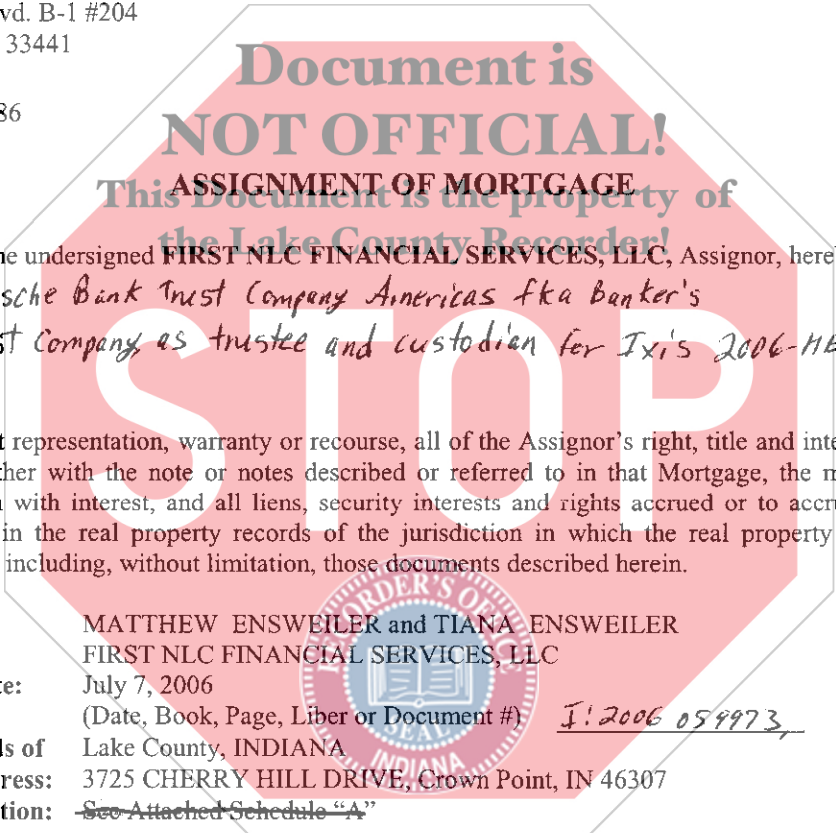 vd. B-1 #204
33441
Document is
86
NOT OFFICIAL!
ASSIGNMENT OF MORTGAGE
This Document is the property of
the Lake County Recorder!
e undersigned FIRST NLC FINANCIAL SERVICES, LLC, Assignor, here
sche Bank Trust Company Americas fka Banker's
t Company, as trustee and custodian for Ixis 2006-HE
STOP
t representation, warranty or recourse, all of the Assignor's right, title and inte
ther with the note or notes described or referred to in that Mortgage, the m
with interest, and all liens, security interests and rights accrued or to accr
in the real property records of the jurisdiction in which the real property
including, without limitation, those documents described herein.
RECORDER'S OFFICE
MATTHEW ENSWEILER and TIANA ENSWEILER
FIRST NLC FINANCIAL SERVICES, LLC
te: July 7, 2006
(Date, Book, Page, Liber or Document #) I: 2006 059973,
SEAL
ds of Lake County, INDIANA
INDIANA
ress: 3725 CHERRY HILL DRIVE, Crown Point, IN 46307
tion: See Attached Schedule "A"